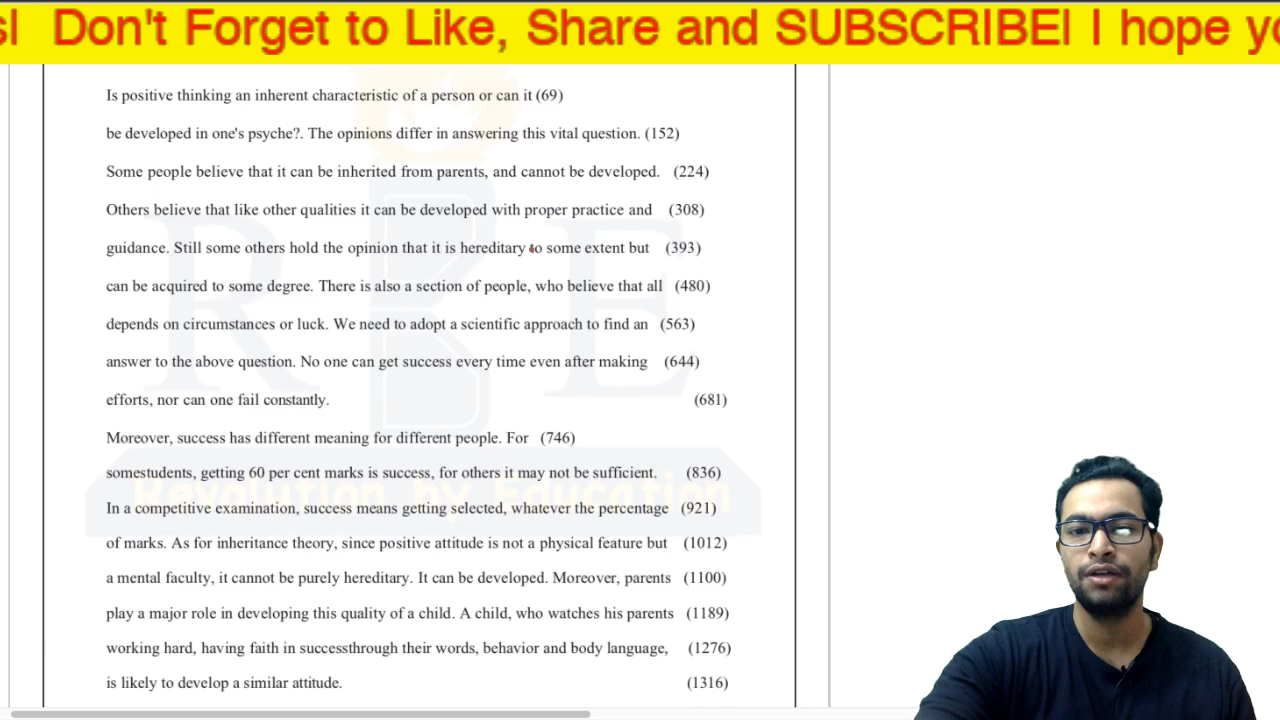 sI  Don't Forget to Like, Share and SUBSCRIBEI I hope yo
Is positive thinking an inherent characteristic of a person or can it (69)
be developed in one's psyche?. The opinions differ in answering this vital question. (152)
Some people believe that it can be inherited from parents, and cannot be developed. (224)
Others believe that like other qualities it can be developed with proper practice and (308)
guidance. Still some others hold the opinion that it is hereditary to some extent but (393)
can be acquired to some degree. There is also a section of people, who believe that all (480)
depends on circumstances or luck. We need to adopt a scientific approach to find an (563)
answer to the above question. No one can get success every time even after making (644)
efforts, nor can one fail constantly. (681)
Moreover, success has different meaning for different people. For (746)
somestudents, getting 60 per cent marks is success, for others it may not be sufficient. (836)
In a competitive examination, success means getting selected, whatever the percentage (921)
of marks. As for inheritance theory, since positive attitude is not a physical feature but (1012)
a mental faculty, it cannot be purely hereditary. It can be developed. Moreover, parents (1100)
play a major role in developing this quality of a child. A child, who watches his parents (1189)
working hard, having faith in successthrough their words, behavior and body language, (1276)
is likely to develop a similar attitude. (1316)
R B E
Revolution by Education